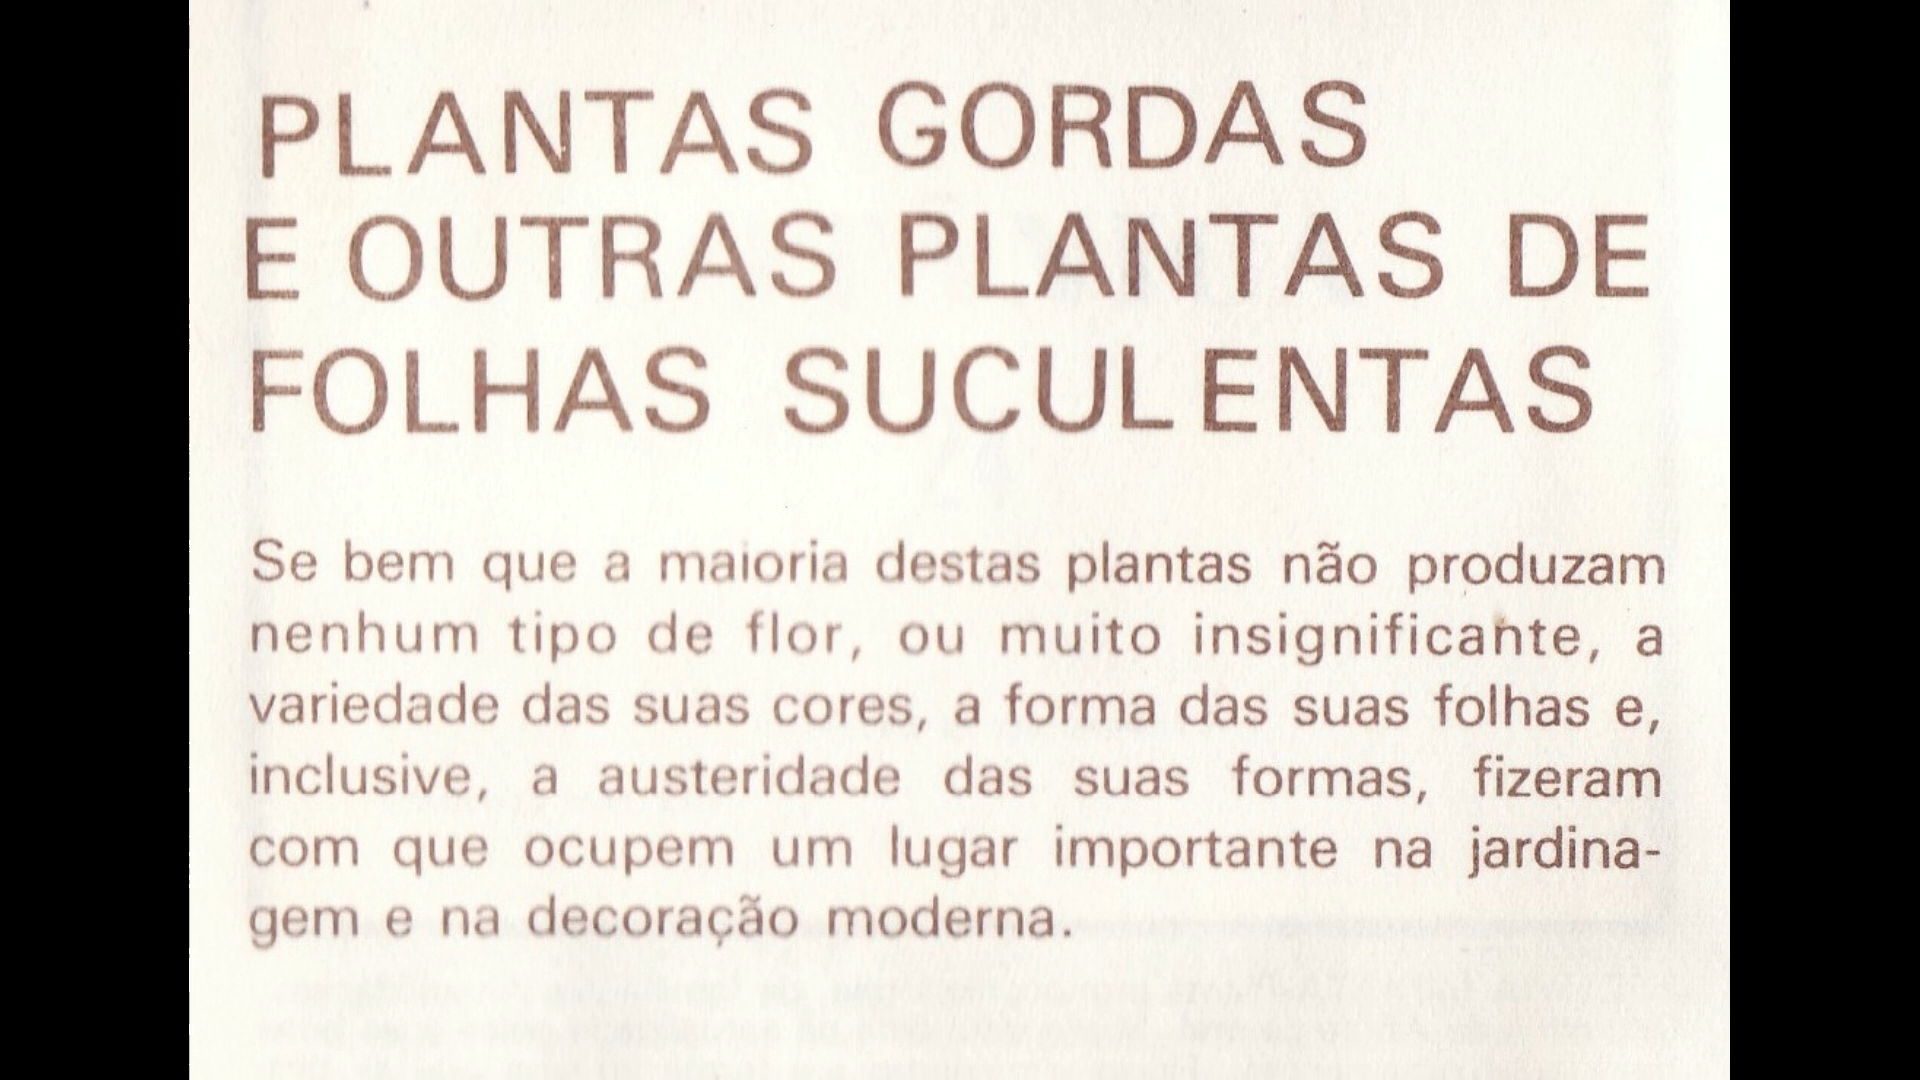 PLANTAS GORDAS
E OUTRAS PLANTAS DE
FOLHAS SUCULENTAS
Se bem que a maioria destas plantas não produzam
nenhum tipo de flor, ou muito insignificante, a
variedade das suas cores, a forma das suas folhas e,
inclusive, a austeridade das suas formas, fizeram
com que ocupem um lugar importante na jardina-
gem e na decoração moderna.